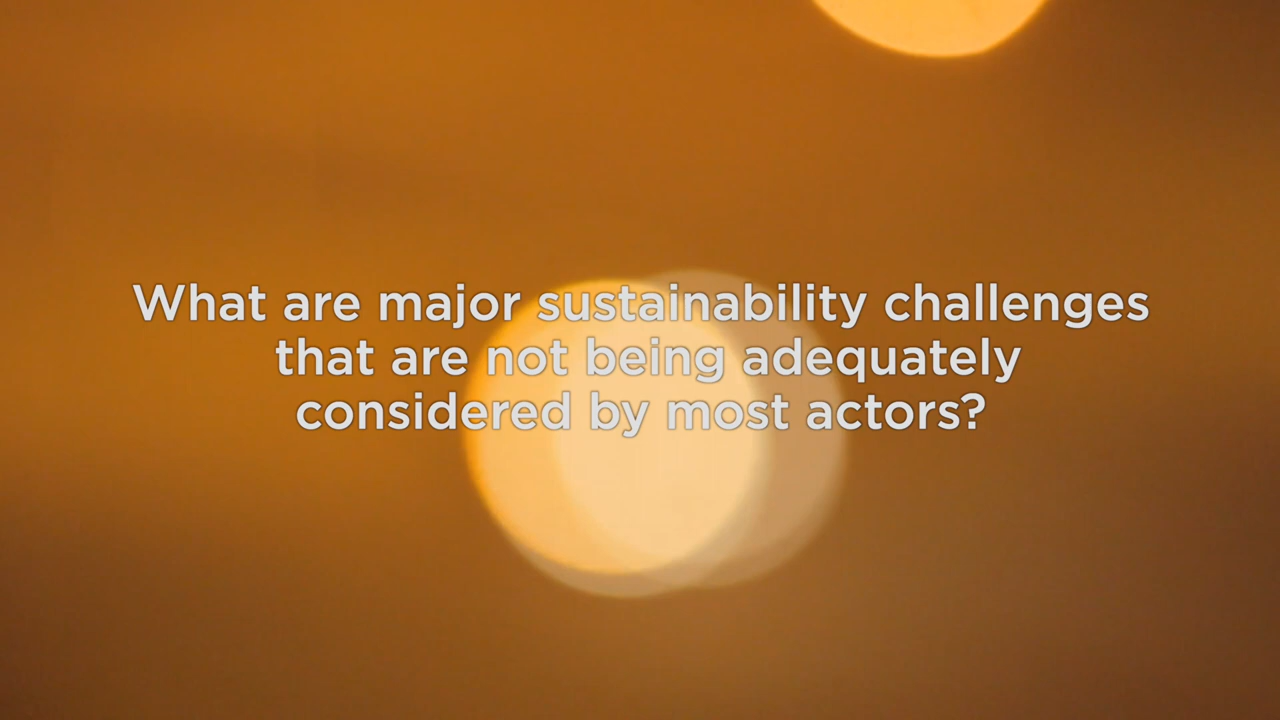 What are major sustainability challenges
that are not being adequately
considered by most actors?